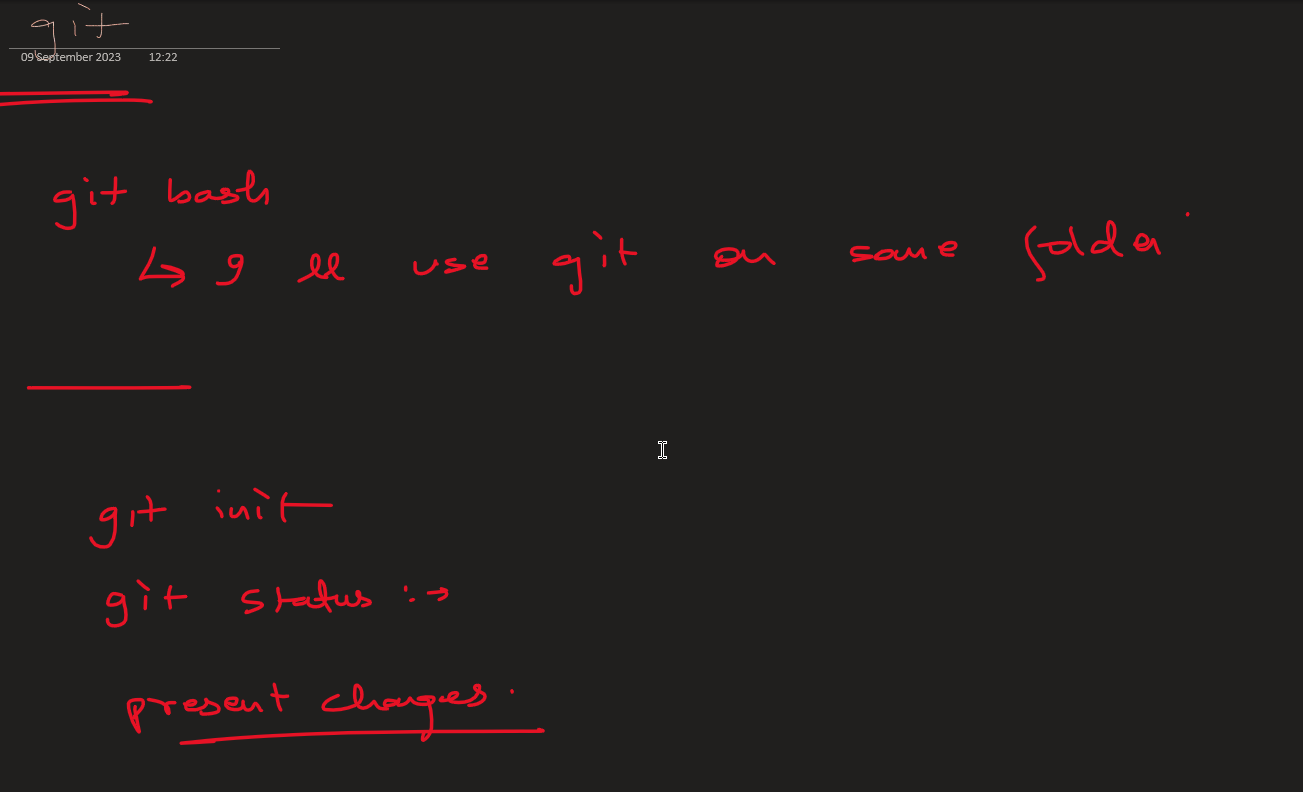 git
09 September 2023 12:22
git bash
↳ I ll use git on same folder.
git init
git status :→
present changes.